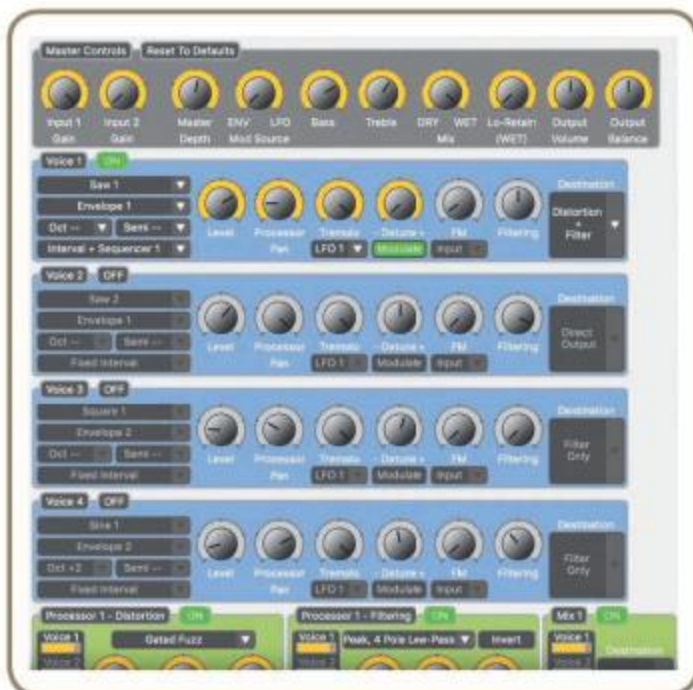 Master Controls Reset To Defaults
Input 1 Input 2 Master ENV LFO Bass Treble DRY WET Lo-Retain Output Output
Gain Gain Depth Mod Source Mix (WET) Volume Balance
Voice 1 ON
Saw 1 Destination
Envelope 1
Oct -- Semi -- Distortion + Filter
Level Processor Tremolo - Detune + FM Filtering
Interval + Sequencer 1 Pan LFO 1 Modulate Input
Voice 2 OFF
Saw 2 Destination
Envelope 1
Oct -- Semi -- Direct Output
Level Processor Tremolo - Detune + FM Filtering
Fixed Interval Pan LFO 1 Modulate Input
Voice 3 OFF
Square 1 Destination
Envelope 2
Oct -- Semi -- Filter Only
Level Processor Tremolo - Detune + FM Filtering
Fixed Interval Pan LFO 1 Modulate Input
Voice 4 OFF
Sine 1 Destination
Envelope 2
Oct +2 Semi -- Filter Only
Level Processor Tremolo - Detune + FM Filtering
Fixed Interval Pan LFO 1 Modulate Input
Processor 1 - Distortion ON Processor 1 - Filtering ON Mix 1 ON
Voice 1 Gated Fuzz Voice 1 Peak, 4 Pole Low-Pass Invert Voice 1
Destination
Voice 2 Voice 2 Voice 2